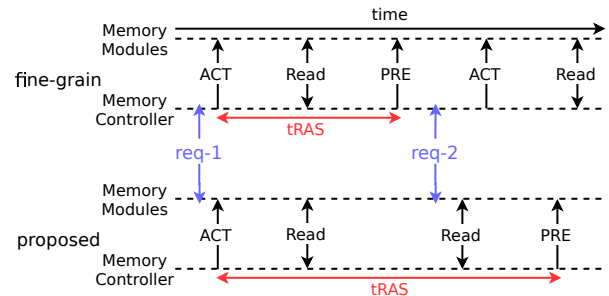 time
Memory
Modules
ACT Read PRE ACT Read
fine-grain
Memory
Controller
tRAS
req-1 req-2
Memory
Modules
ACT Read Read PRE
proposed
Memory
Controller
tRAS